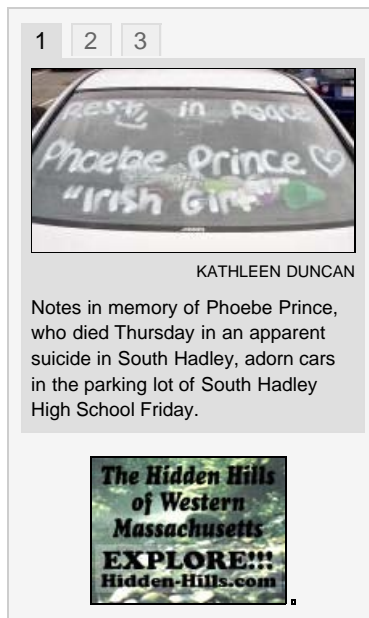 1 2 3
Rest in Peace
Phoebe Prince ♡
"Irish Girl"
KATHLEEN DUNCAN
Notes in memory of Phoebe Prince,
who died Thursday in an apparent
suicide in South Hadley, adorn cars
in the parking lot of South Hadley
High School Friday.
The Hidden Hills
of Western
Massachusetts
EXPLORE!!!
Hidden-Hills.com